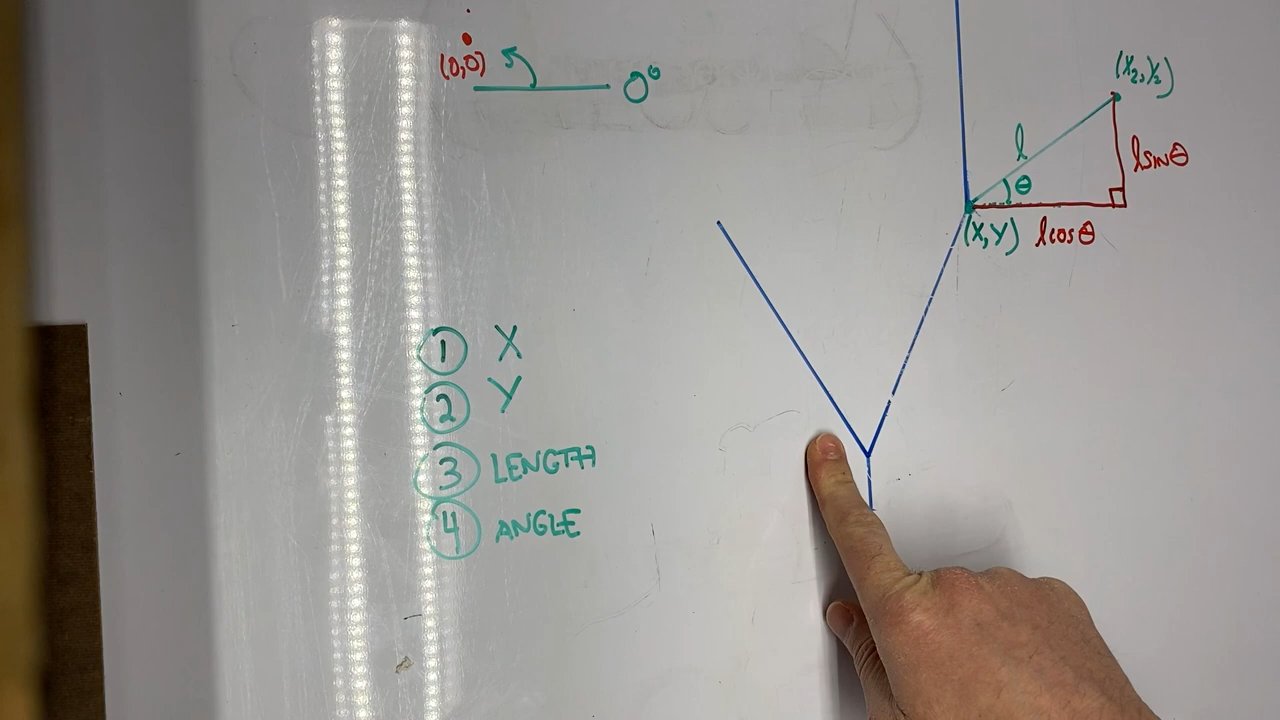 (0,0)
0°
(X₂,Y₂)
l
θ
lsinθ
(X,Y) lcosθ
1 X
2 Y
3 LENGTH
4 ANGLE